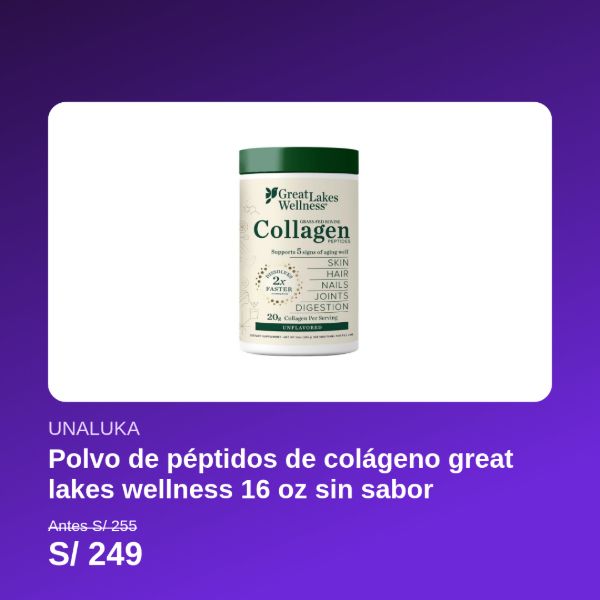 Great Lakes
Wellness
GRASS-FED BOVINE
Collagen
PEPTIDES
Supports 5 signs of aging well
SKIN
HAIR
NAILS
JOINTS
DIGESTION
DISSOLVES
2x
FASTER
20g Collagen Per Serving
UNFLAVORED
UNALUKA
Polvo de péptidos de colágeno great
lakes wellness 16 oz sin sabor
Antes S/ 255
S/ 249